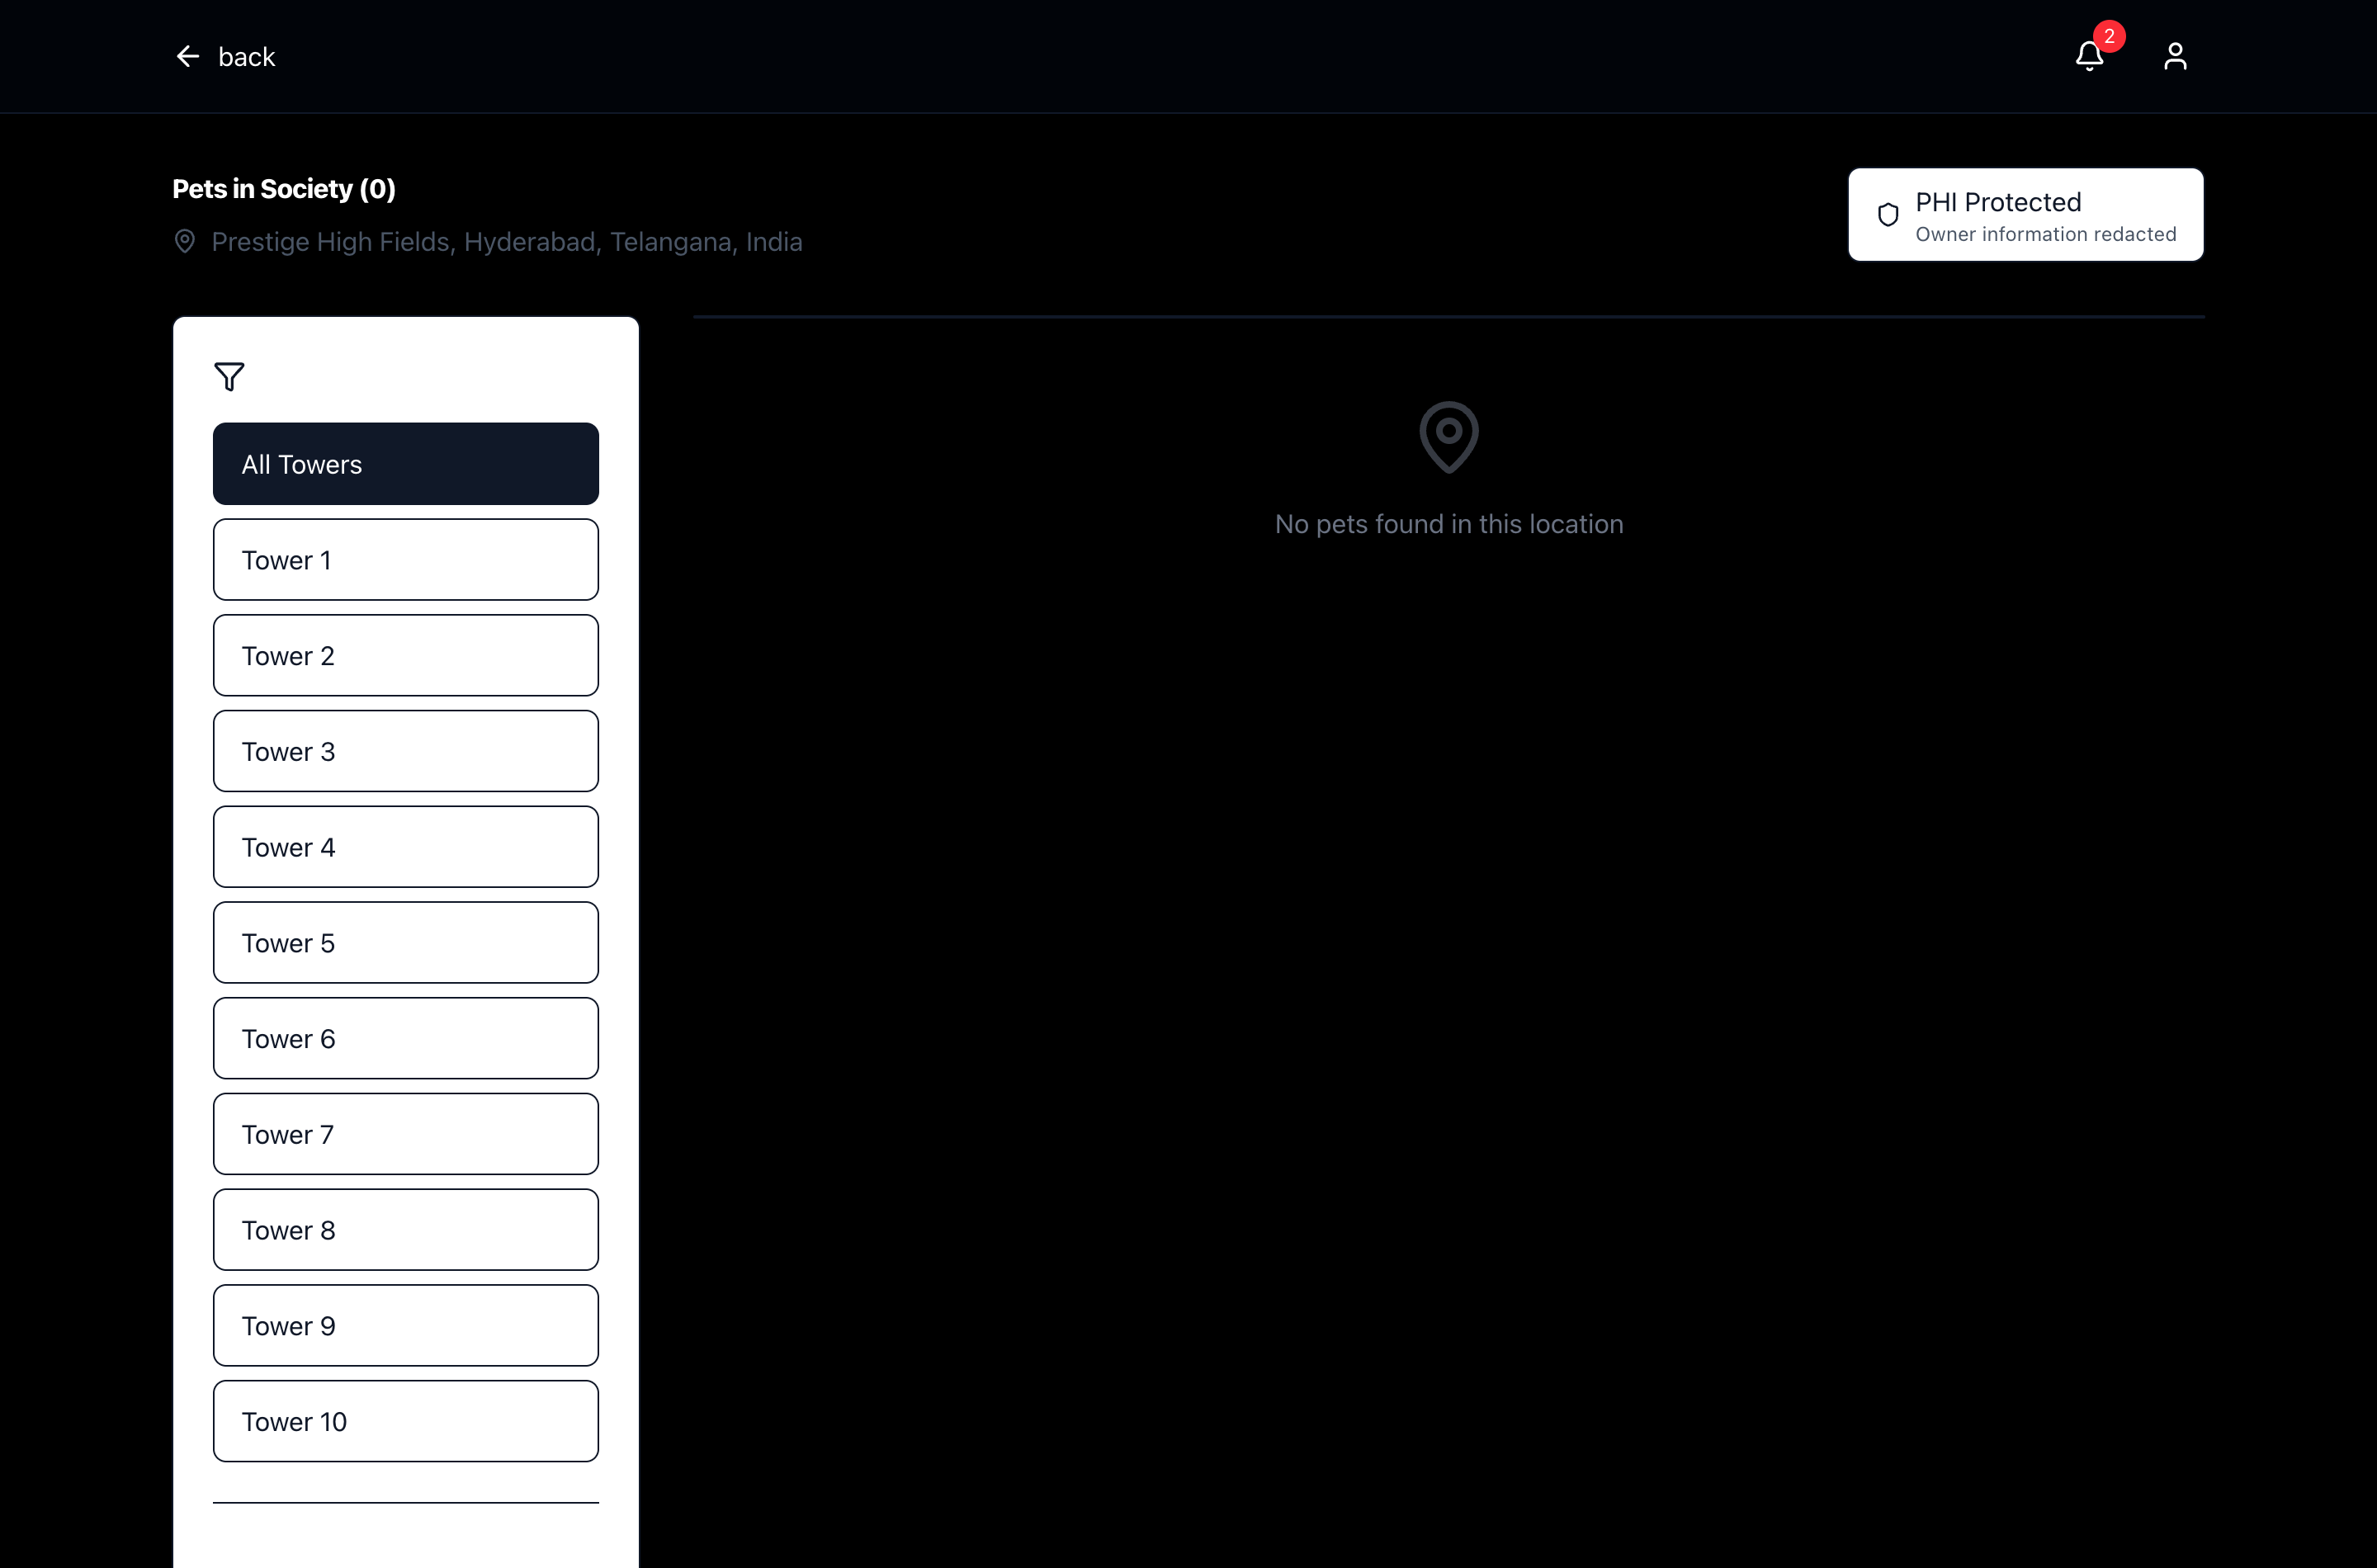 back
2
Pets in Society (0)
Prestige High Fields, Hyderabad, Telangana, India
PHI Protected
Owner information redacted
All Towers
Tower 1
Tower 2
Tower 3
Tower 4
Tower 5
Tower 6
Tower 7
Tower 8
Tower 9
Tower 10
No pets found in this location